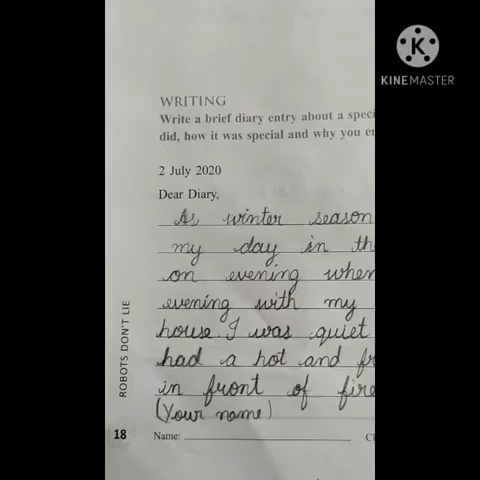 KINEMASTER
WRITING
Write a brief diary entry about a speci
did, how it was special and why you en
2 July 2020
Dear Diary,
As winter season
my day in th
on evening when
evening with my
house. I was quiet
had a hot and fr
in front of fire
(Your name)
ROBOTS DON'T LIE
18 Name: Cl